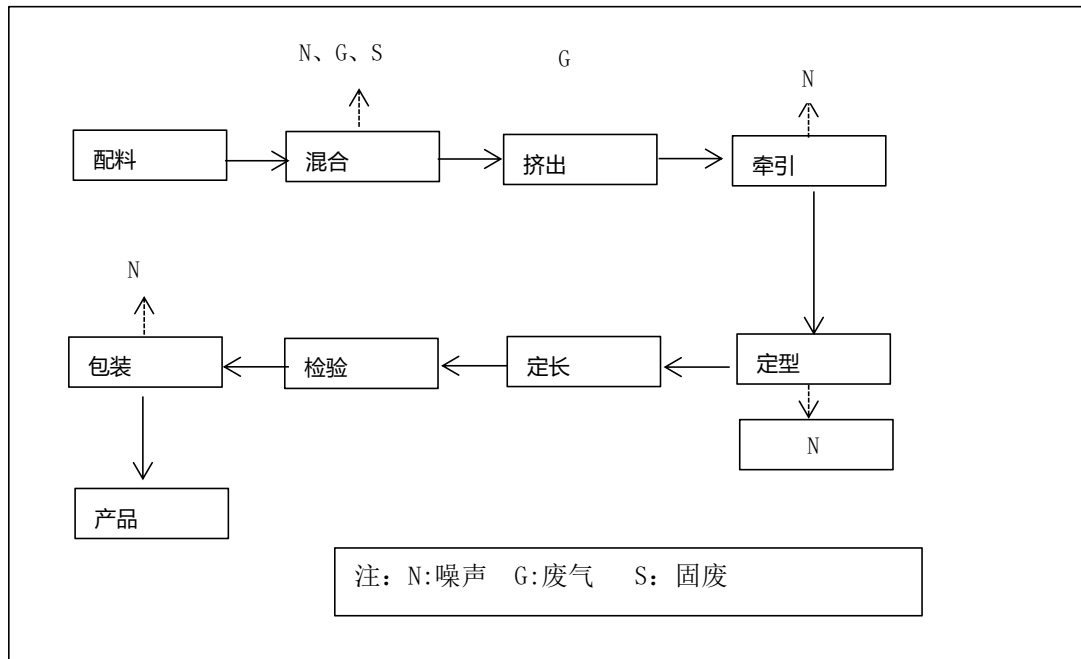 N、G、S
G
N
配料
混合
挤出
牵引
N
包装
检验
定长
定型
N
产品
注：N:噪声 G:废气 S：固废